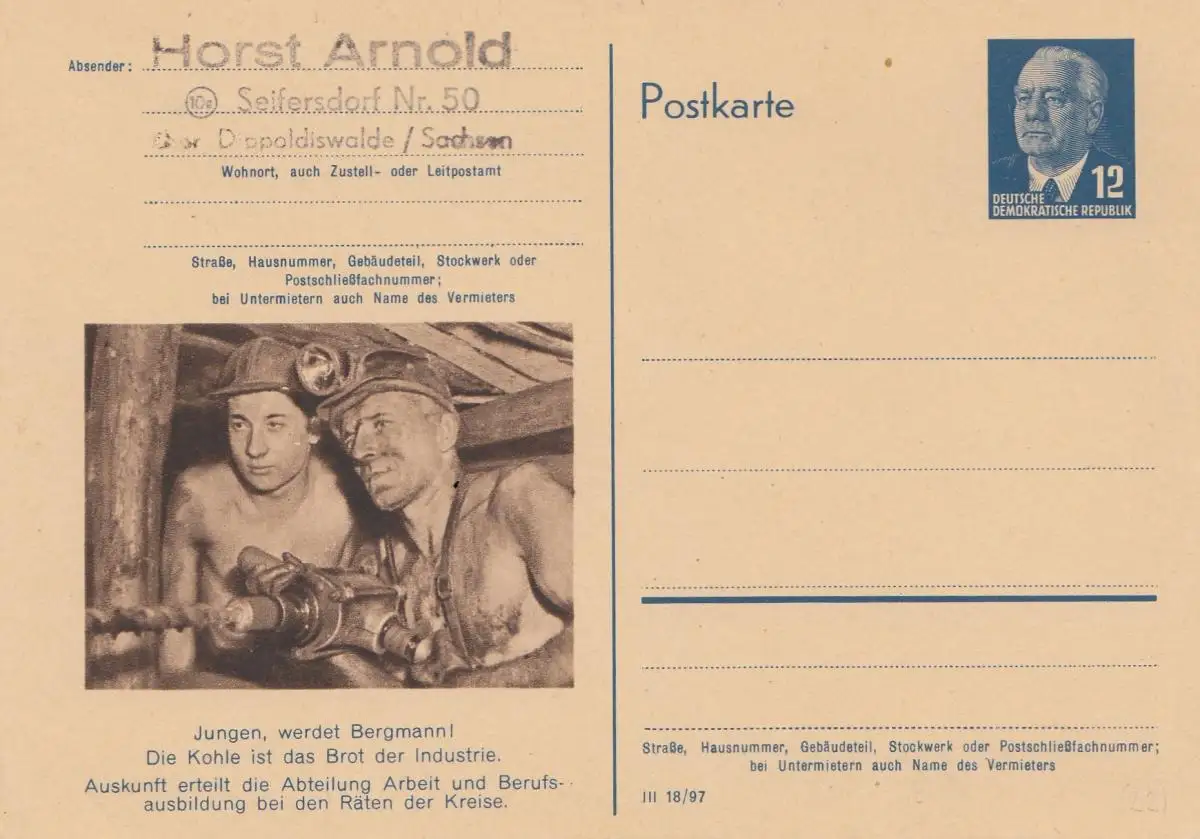 Absender: Horst Arnold
10a Seifersdorf Nr. 50
über Dippoldiswalde / Sachsen
Wohnort, auch Zustell- oder Leitpostamt
Straße, Hausnummer, Gebäudeteil, Stockwerk oder
Postschließfachnummer;
bei Untermietern auch Name des Vermieters
Jungen, werdet Bergmann!
Die Kohle ist das Brot der Industrie.
Auskunft erteilt die Abteilung Arbeit und Berufs-
ausbildung bei den Räten der Kreise.
Postkarte
12
DEUTSCHE
DEMOKRATISCHE REPUBLIK
Straße, Hausnummer, Gebäudeteil, Stockwerk oder Postschließfachnummer;
bei Untermietern auch Name des Vermieters
III 18/97